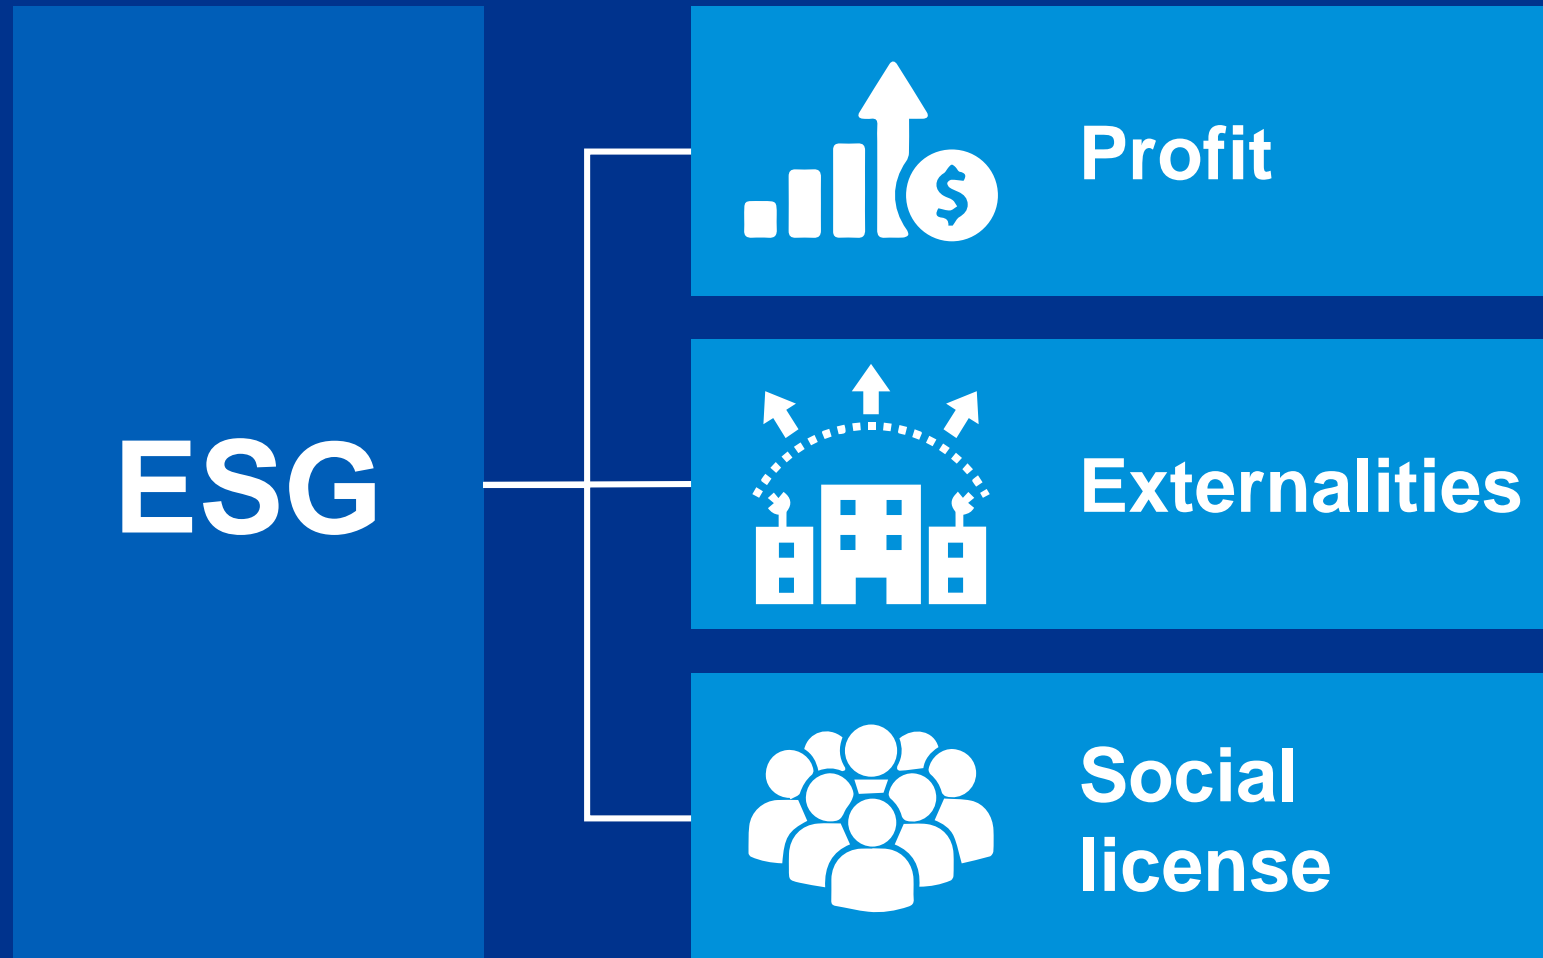 ESG
Profit
$
Externalities
Social
license